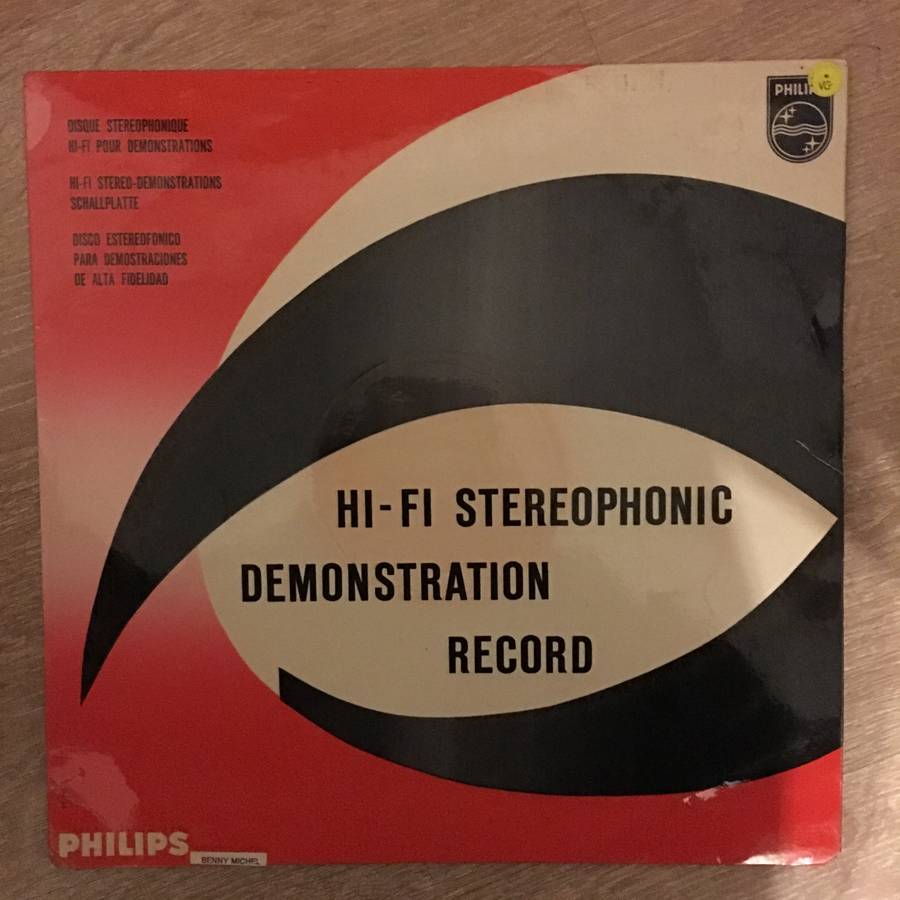 DISQUE STEREOPHONIQUE
HI-FI POUR DEMONSTRATIONS
HI-FI STEREO-DEMONSTRATIONS
SCHALLPLATTE
DISCO ESTEREOFONICO
PARA DEMOSTRACIONES
DE ALTA FIDELIDAD
VG
HI-FI STEREOPHONIC
DEMONSTRATION
RECORD
PHILIPS
BENNY MICHEL